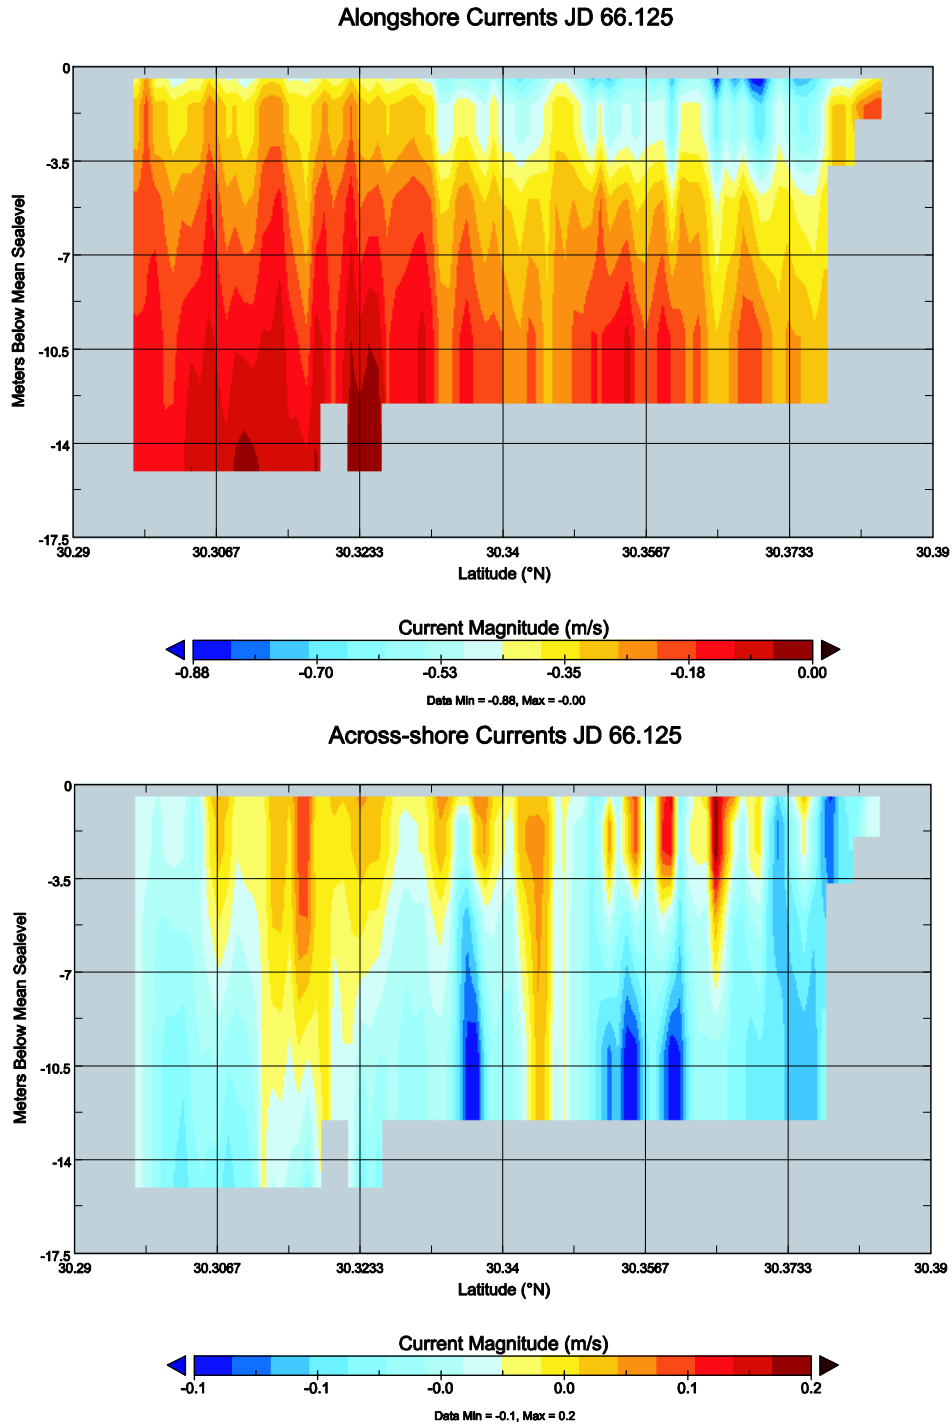 Alongshore Currents JD 66.125
0
-3.5
-7
-10.5
-14
-17.5
Meters Below Mean Sealevel
30.29 30.3067 30.3233 30.34 30.3567 30.3733 30.39
Latitude (°N)
Current Magnitude (m/s)
-0.88 -0.70 -0.53 -0.35 -0.18 0.00
Data Min = -0.88, Max = -0.00
Across-shore Currents JD 66.125
0
-3.5
-7
-10.5
-14
-17.5
Meters Below Mean Sealevel
30.29 30.3067 30.3233 30.34 30.3567 30.3733 30.39
Latitude (°N)
Current Magnitude (m/s)
-0.1 -0.1 -0.0 0.0 0.1 0.2
Data Min = -0.1, Max = 0.2